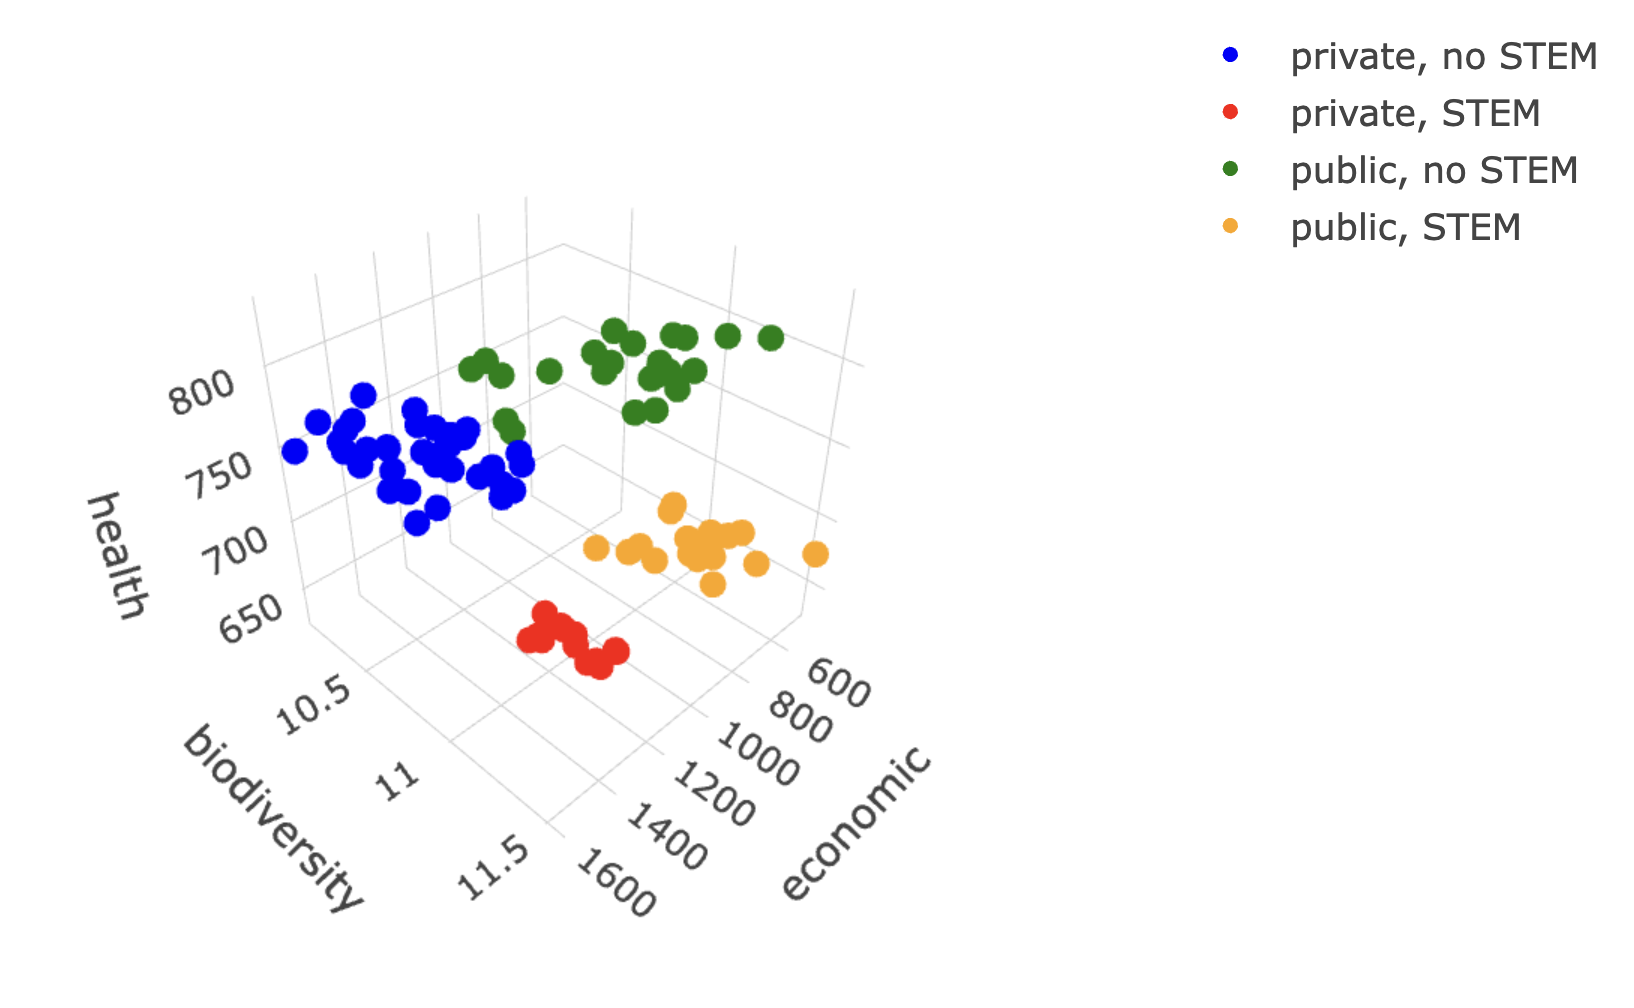 private, no STEM
private, STEM
public, no STEM
public, STEM
800
750
700
650
health
10.5
11
11.5
biodiversity
600
800
1000
1200
1400
1600
economic